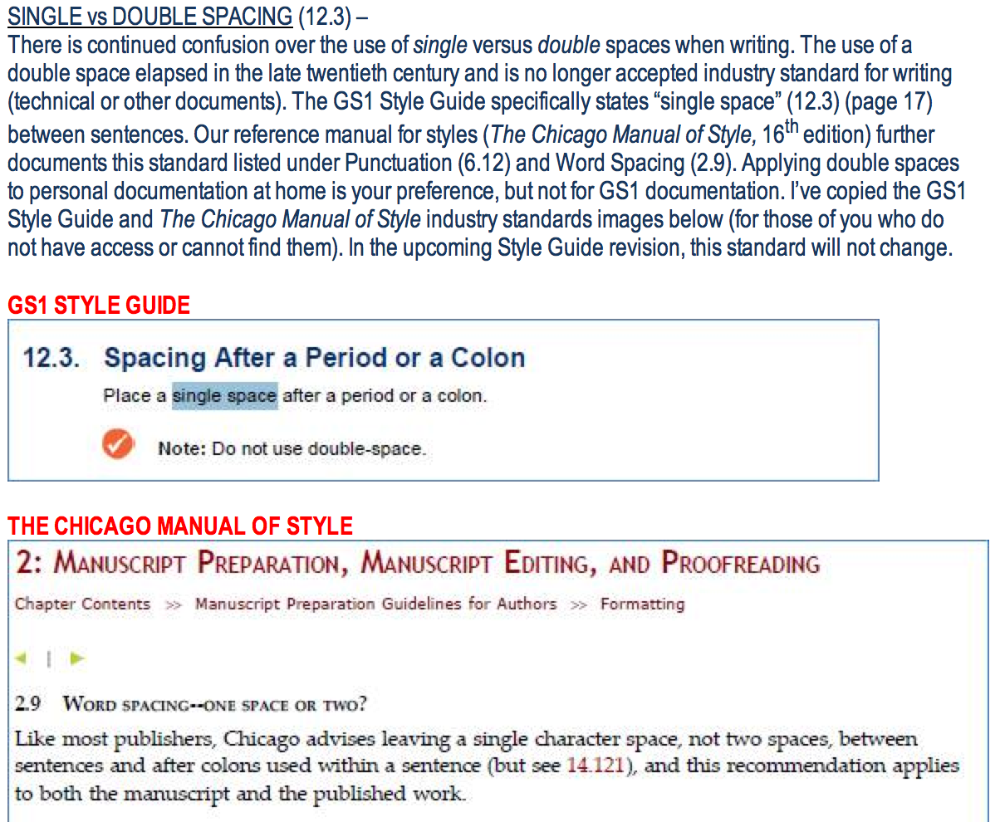 SINGLE vs DOUBLE SPACING (12.3) –
There is continued confusion over the use of single versus double spaces when writing. The use of a
double space elapsed in the late twentieth century and is no longer accepted industry standard for writing
(technical or other documents). The GS1 Style Guide specifically states “single space” (12.3) (page 17)
between sentences. Our reference manual for styles (The Chicago Manual of Style, 16th edition) further
documents this standard listed under Punctuation (6.12) and Word Spacing (2.9). Applying double spaces
to personal documentation at home is your preference, but not for GS1 documentation. I’ve copied the GS1
Style Guide and The Chicago Manual of Style industry standards images below (for those of you who do
not have access or cannot find them). In the upcoming Style Guide revision, this standard will not change.
GS1 STYLE GUIDE
12.3. Spacing After a Period or a Colon
Place a single space after a period or a colon.
Note: Do not use double-space.
THE CHICAGO MANUAL OF STYLE
2: Manuscript Preparation, Manuscript Editing, and Proofreading
Chapter Contents >> Manuscript Preparation Guidelines for Authors >> Formatting
2.9 Word spacing--one space or two?
Like most publishers, Chicago advises leaving a single character space, not two spaces, between
sentences and after colons used within a sentence (but see 14.121), and this recommendation applies
to both the manuscript and the published work.